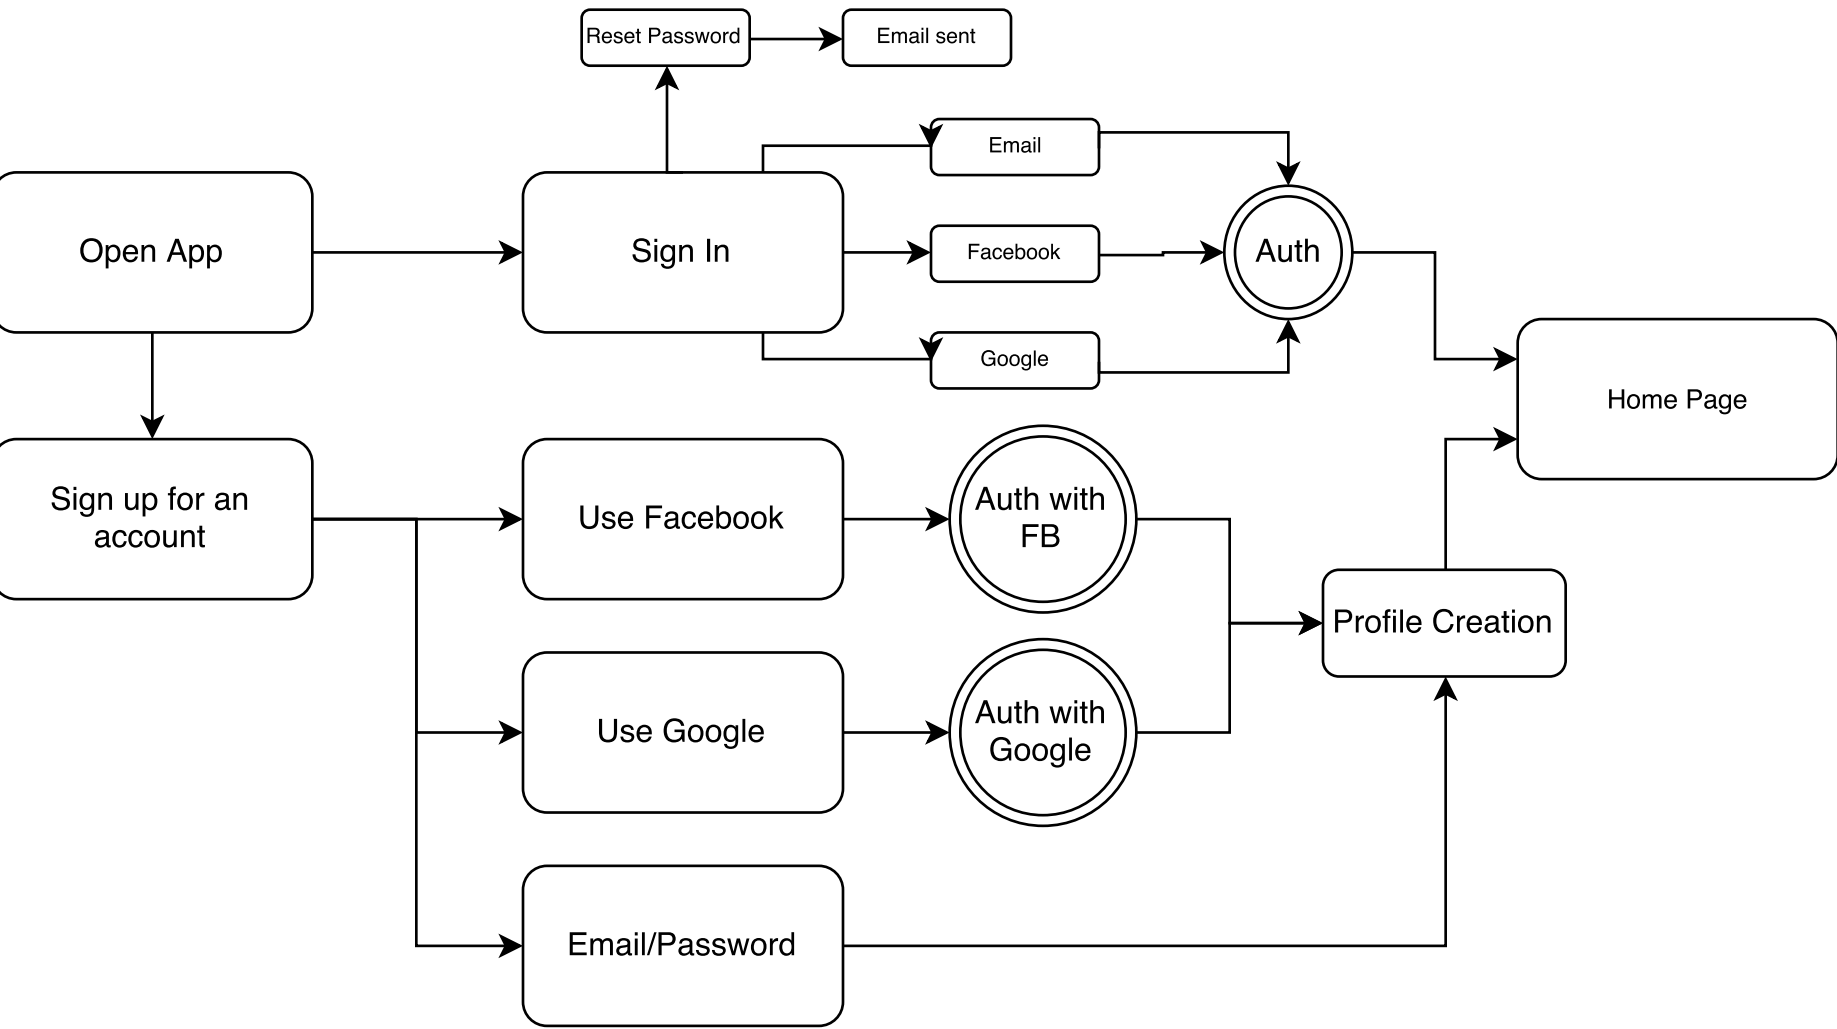 Reset Password
Email sent
Email
Open App
Sign In
Facebook
Auth
Google
Home Page
Sign up for an
account
Use Facebook
Auth with
FB
Profile Creation
Use Google
Auth with
Google
Email/Password